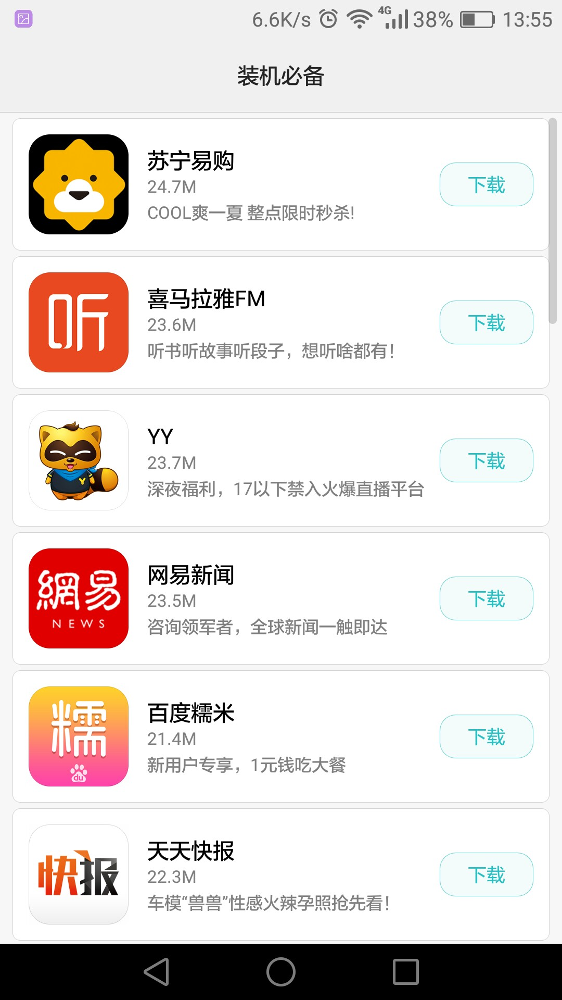 6.6K/s 4G 38% 13:55
装机必备
苏宁易购
24.7M
COOL爽一夏 整点限时秒杀!
下载
听
喜马拉雅FM
23.6M
听书听故事听段子，想听啥都有！
下载
Y
YY
23.7M
深夜福利，17以下禁入火爆直播平台
下载
網易
NEWS
网易新闻
23.5M
咨询领军者，全球新闻一触即达
下载
糯
du
百度糯米
21.4M
新用户专享，1元钱吃大餐
下载
快报
天天快报
22.3M
车模“兽兽”性感火辣孕照抢先看！
下载